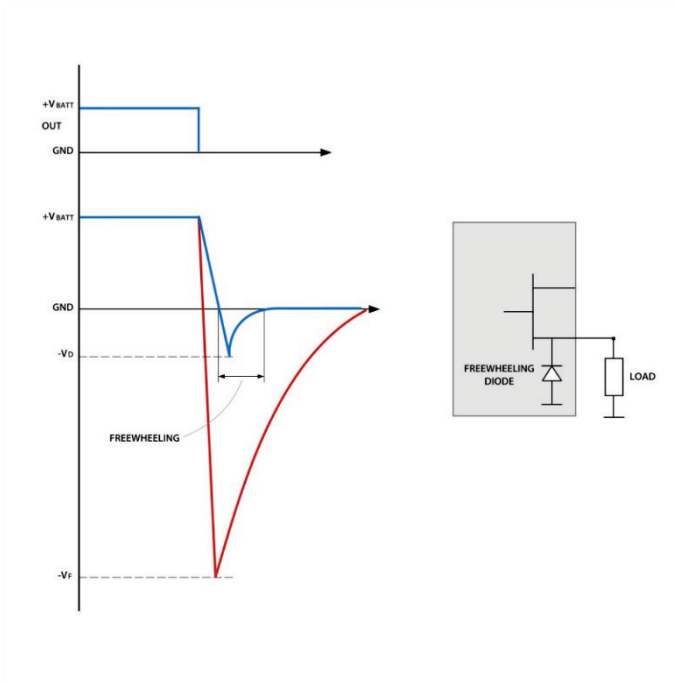 +VBATT
OUT
GND
+VBATT
GND
-VD
FREEWHEELING
-VF
FREEWHEELING
DIODE
LOAD